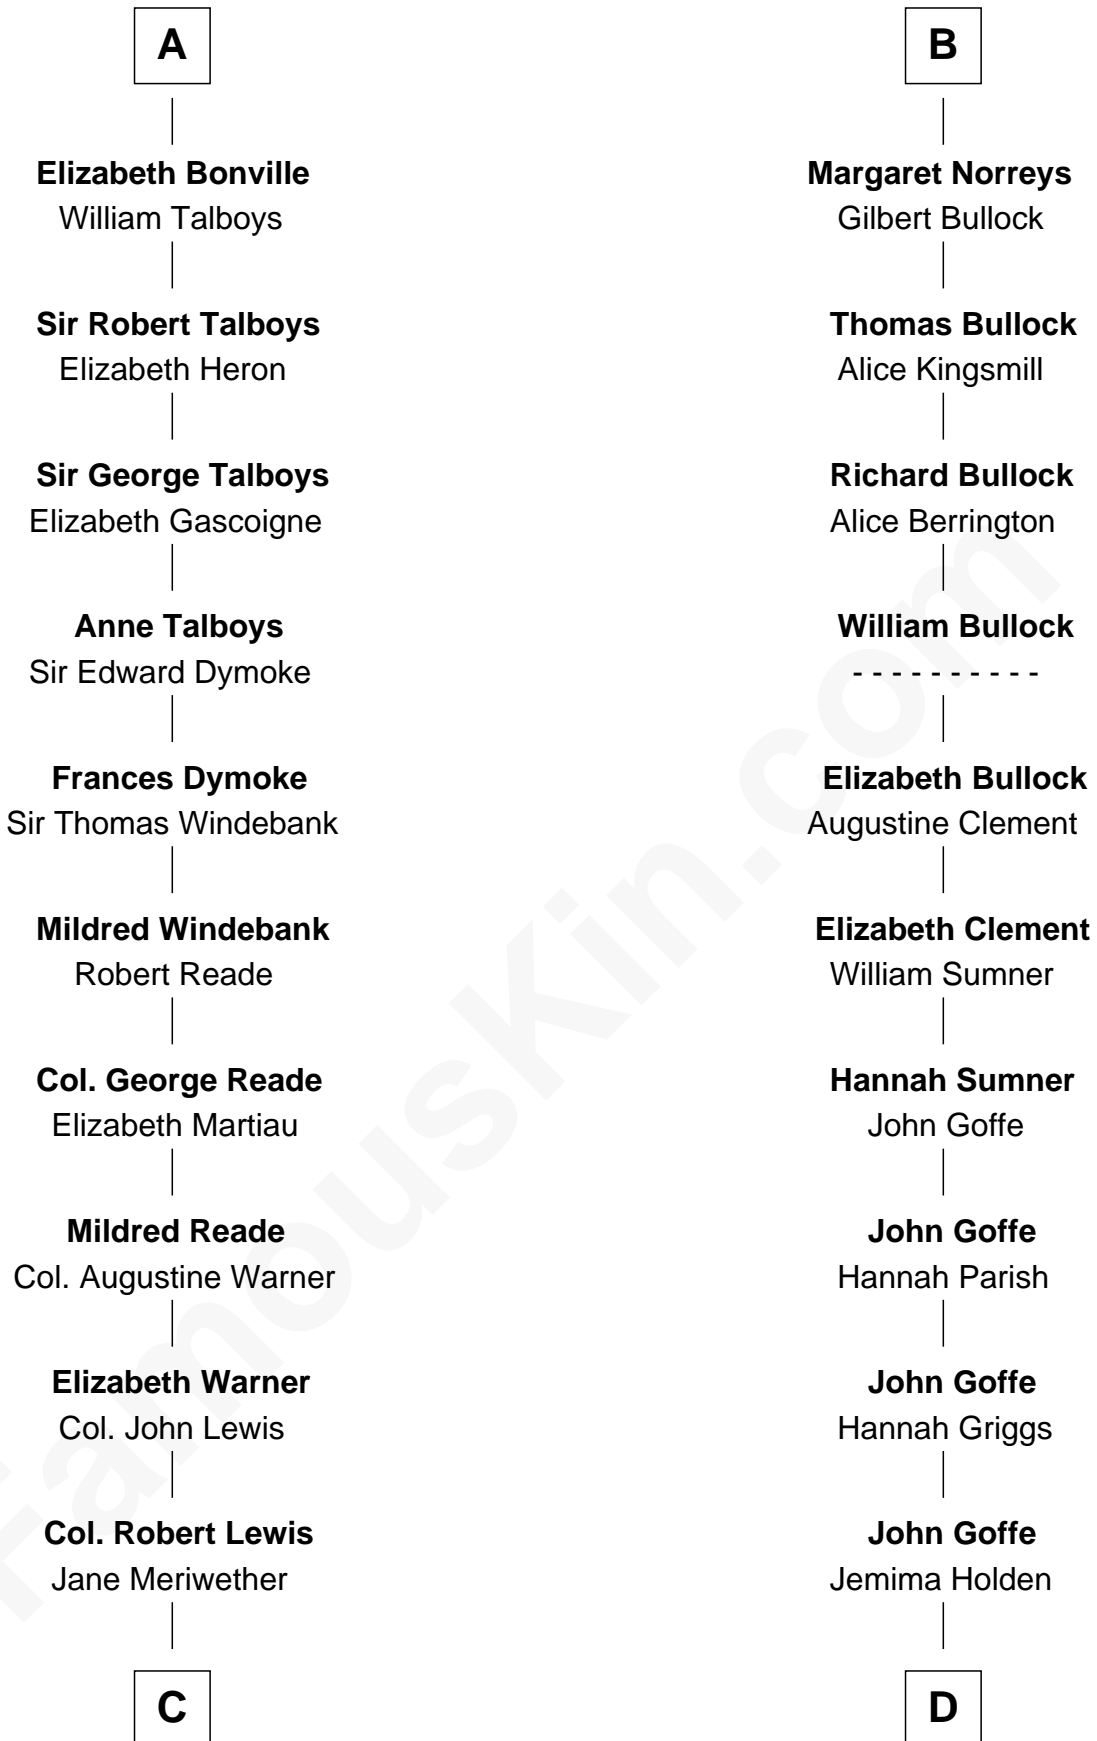 A
Elizabeth Bonville
William Talboys
Sir Robert Talboys
Elizabeth Heron
Sir George Talboys
Elizabeth Gascoigne
Anne Talboys
Sir Edward Dymoke
Frances Dymoke
Sir Thomas Windebank
Mildred Windebank
Robert Reade
Col. George Reade
Elizabeth Martiau
Mildred Reade
Col. Augustine Warner
Elizabeth Warner
Col. John Lewis
Col. Robert Lewis
Jane Meriwether
C
B
Margaret Norreys
Gilbert Bullock
Thomas Bullock
Alice Kingsmill
Richard Bullock
Alice Berrington
William Bullock
- - - - - - - - - -
Elizabeth Bullock
Augustine Clement
Elizabeth Clement
William Sumner
Hannah Sumner
John Goffe
John Goffe
Hannah Parish
John Goffe
Hannah Griggs
John Goffe
Jemima Holden
D
FamousKin.com